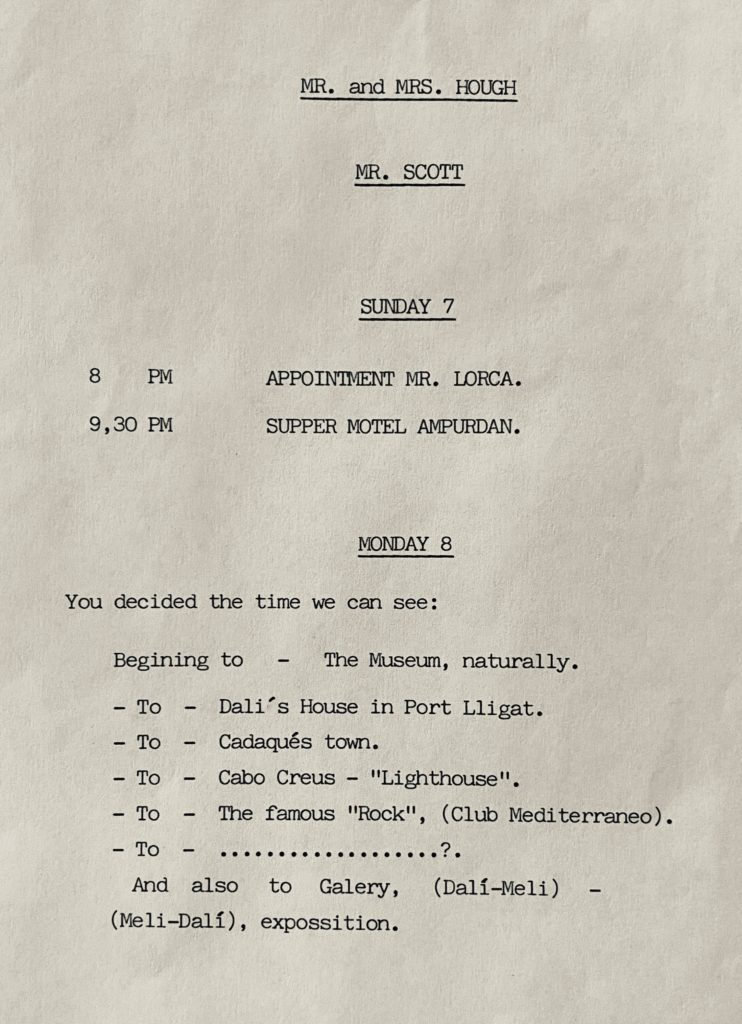 MR. and MRS. HOUGH
MR. SCOTT
SUNDAY 7
8 PM APPOINTMENT MR. LORCA.
9,30 PM SUPPER MOTEL AMPURDAN.
MONDAY 8
You decided the time we can see:
Begining to - The Museum, naturally.
- To - Dali´s House in Port Lligat.
- To - Cadaqués town.
- To - Cabo Creus - "Lighthouse".
- To - The famous "Rock", (Club Mediterraneo).
- To - ...................?.
And also to Galery, (Dalí-Meli) -
(Meli-Dalí), expossition.